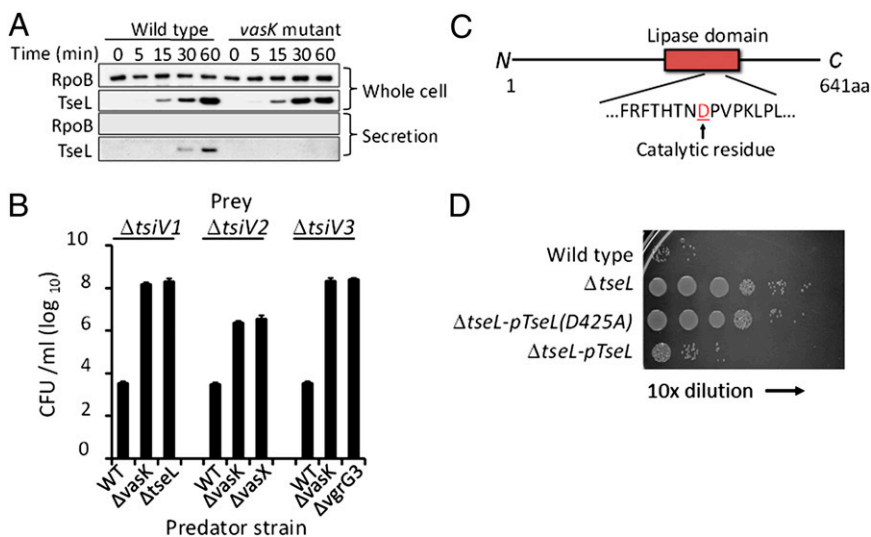 A
Wild type vasK mutant
Time (min) 0 5 15 30 60 0 5 15 30 60
RpoB
TseL
Whole cell
RpoB
TseL
Secretion
B
Prey
ΔtsiV1 ΔtsiV2 ΔtsiV3
CFU /ml (log 10)
10
8
6
4
2
0
WT ΔvasK ΔtseL WT ΔvasK ΔvasX WT ΔvasK ΔvgrG3
Predator strain
C
Lipase domain
N C
1 641aa
...FRFTHTNDPVPKLPL...
Catalytic residue
D
Wild type
ΔtseL
ΔtseL-pTseL(D425A)
ΔtseL-pTseL
10x dilution